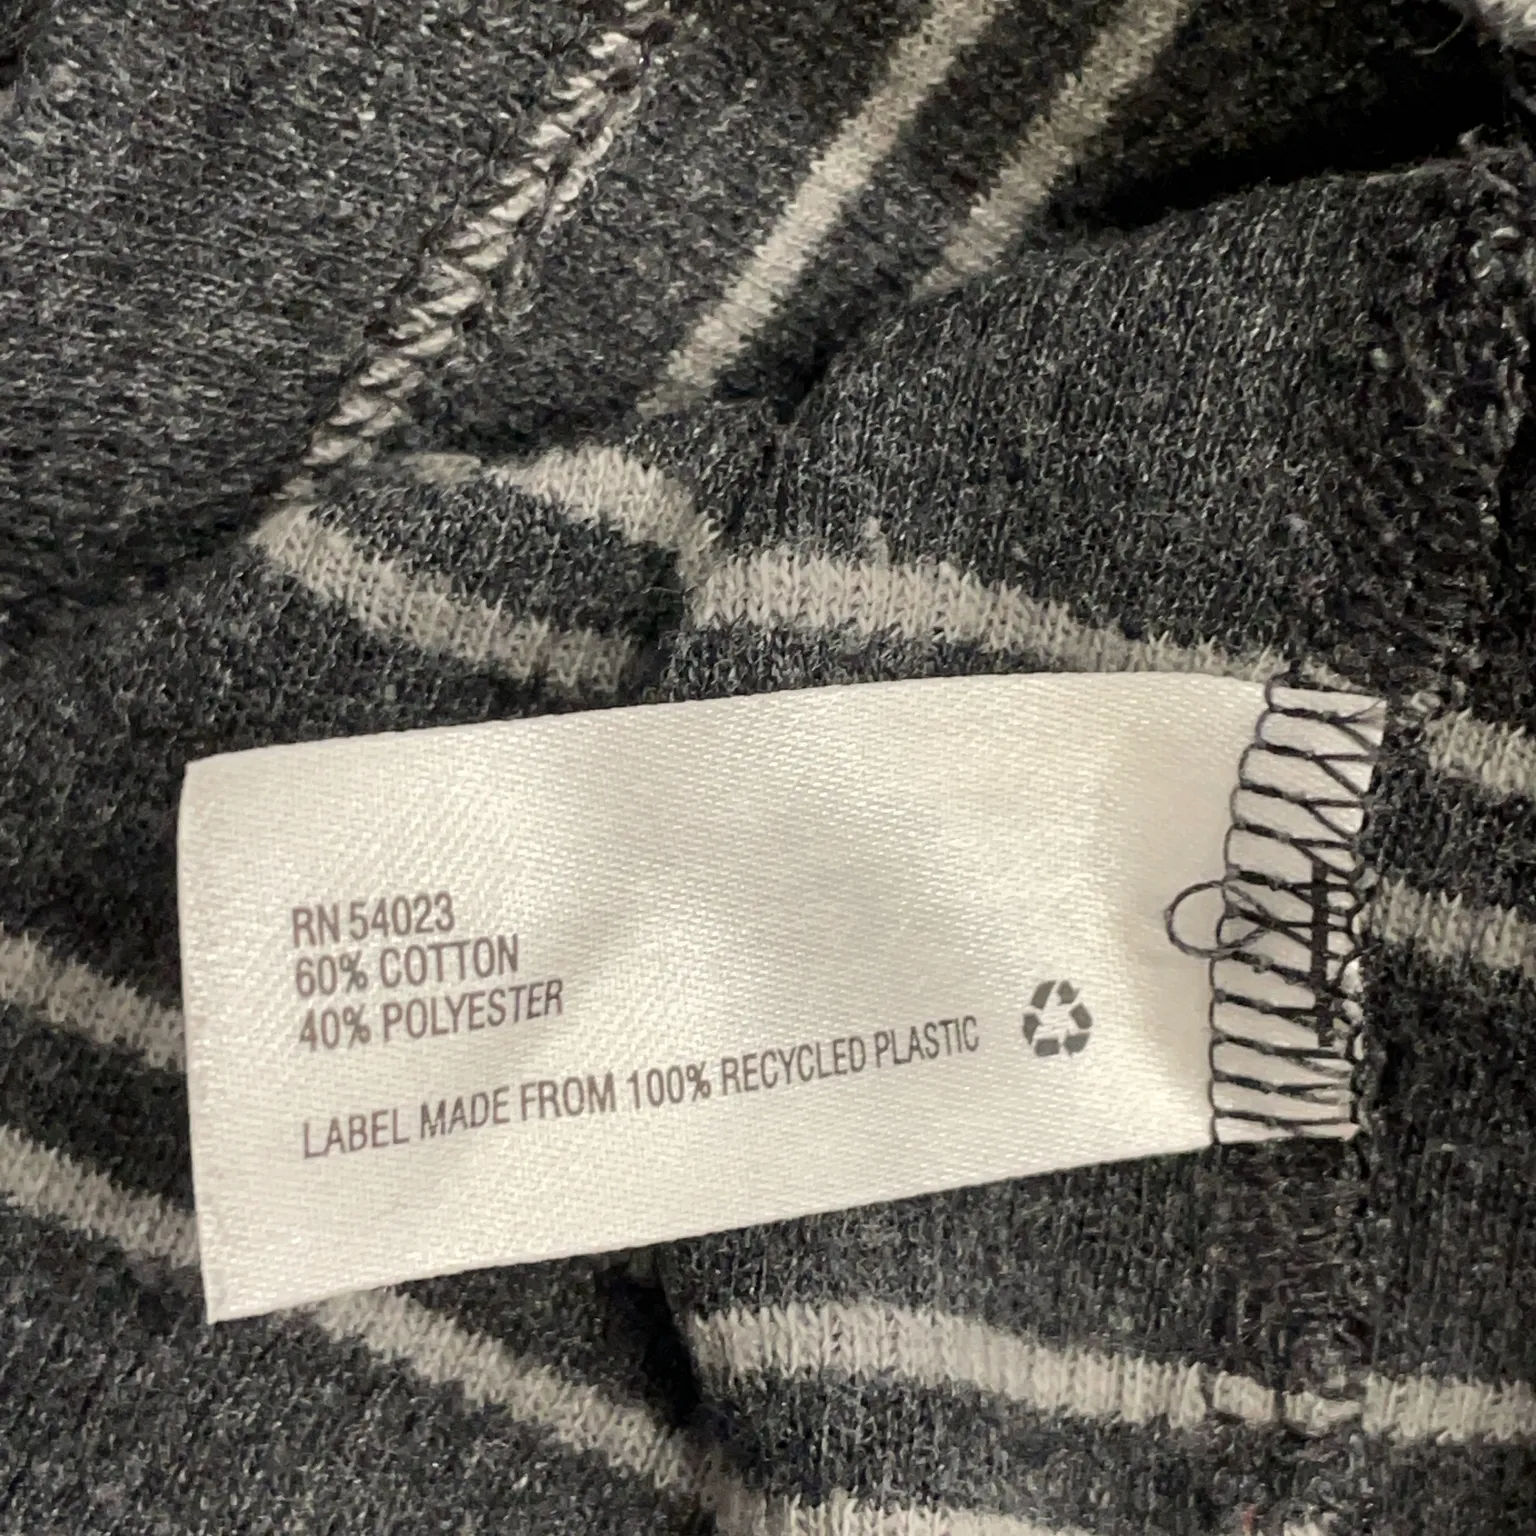 RN 54023
60% COTTON
40% POLYESTER
LABEL MADE FROM 100% RECYCLED PLASTIC